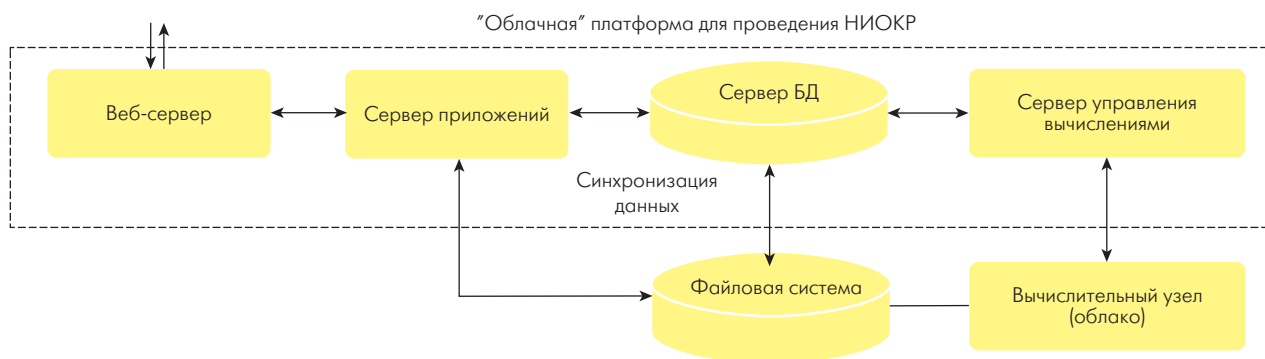 "Облачная" платформа для проведения НИОКР
Веб-сервер
Сервер приложений
Сервер БД
Сервер управления
вычислениями
Синхронизация
данных
Файловая система
Вычислительный узел
(облако)